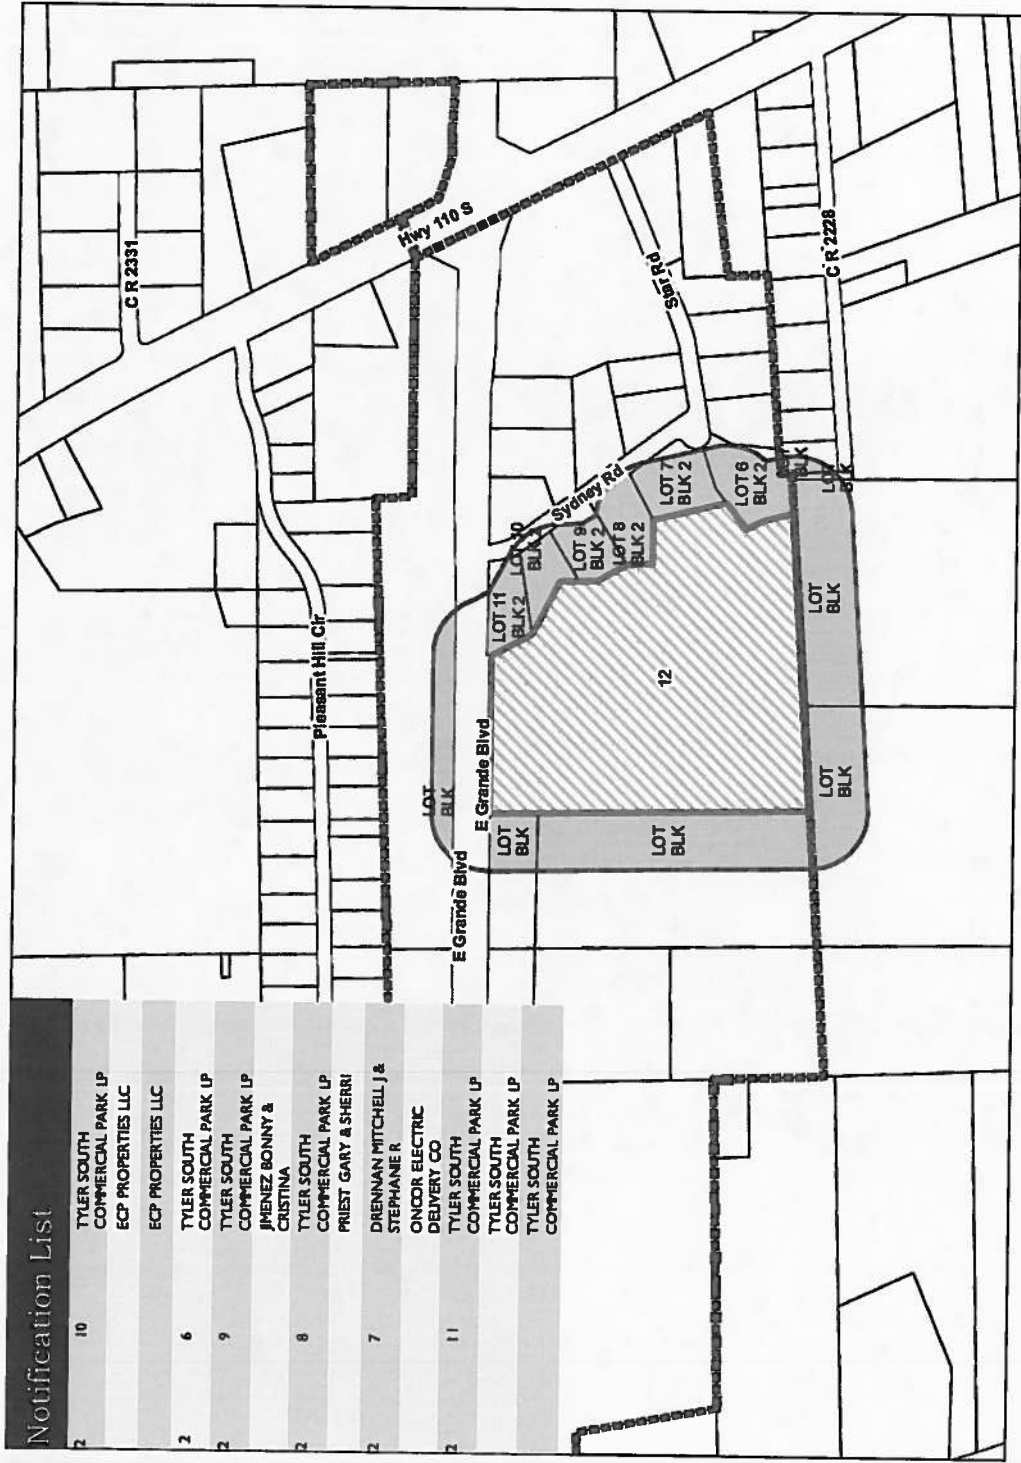 Notification List
2 10 TYLER SOUTH
COMMERCIAL PARK LP
ECP PROPERTIES LLC
ECP PROPERTIES LLC
2 6 TYLER SOUTH
COMMERCIAL PARK LP
2 9 TYLER SOUTH
COMMERCIAL PARK LP
JIMENEZ BONNY &
CRISTINA
2 8 TYLER SOUTH
COMMERCIAL PARK LP
PRIEST GARY & SHERRI
2 7 DRENNAN MITCHELL J &
STEPHANIE R
ONCOR ELECTRIC
DELIVERY CO
2 11 TYLER SOUTH
COMMERCIAL PARK LP
TYLER SOUTH
COMMERCIAL PARK LP
TYLER SOUTH
COMMERCIAL PARK LP
C R 2331
Hwy 110 S
Pleasant Hill Cir
Star Rd
C R 2228
Sydney Rd
E Grande Blvd
E Grande Blvd
LOT
BLK
LOT 11
BLK 2
LOT 10
BLK
LOT 9
BLK 2
LOT 8
BLK 2
LOT 7
BLK 2
LOT 6
BLK 2
12
LOT
BLK
LOT
BLK
LOT
BLK
LOT
BLK
BLK
LOT
BLK